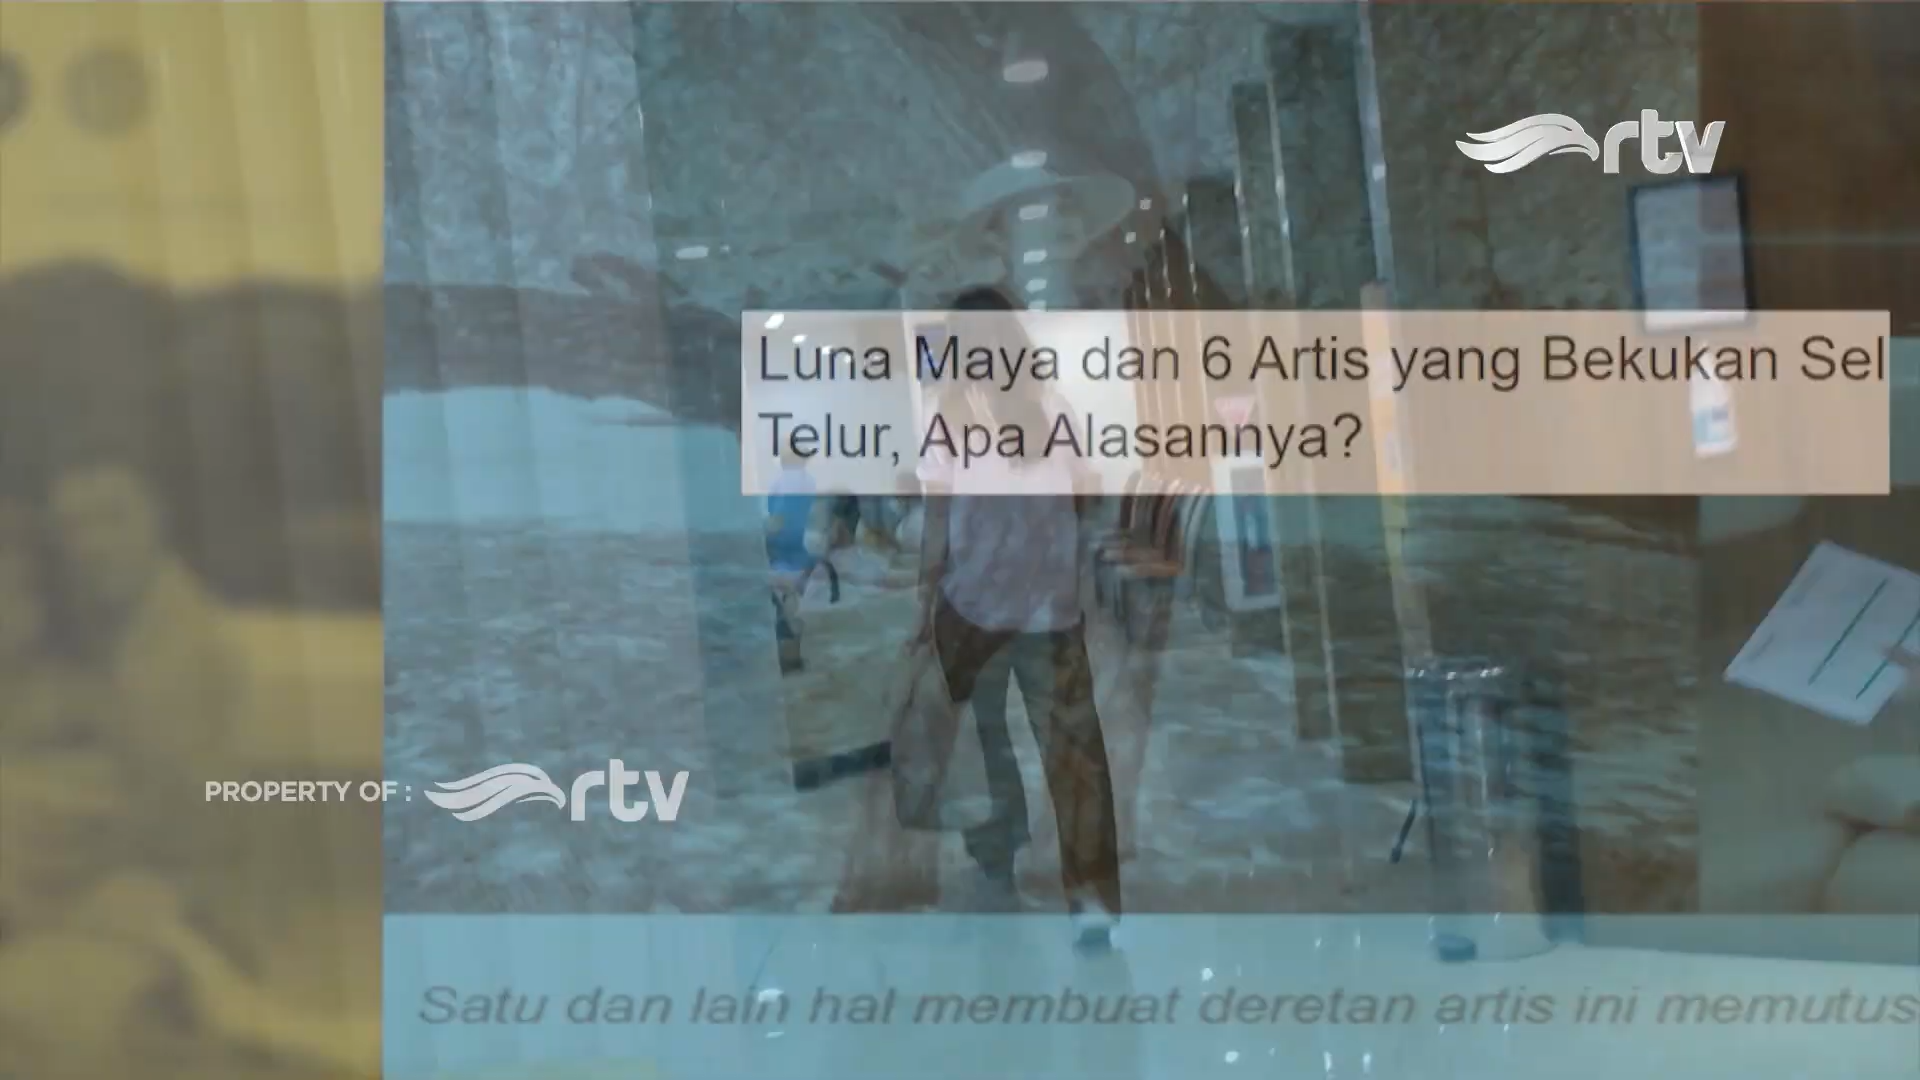 rtv
Luna Maya dan 6 Artis yang Bekukan Sel
Telur, Apa Alasannya?
PROPERTY OF : rtv
Satu dan lain hal membuat deretan artis ini memutus